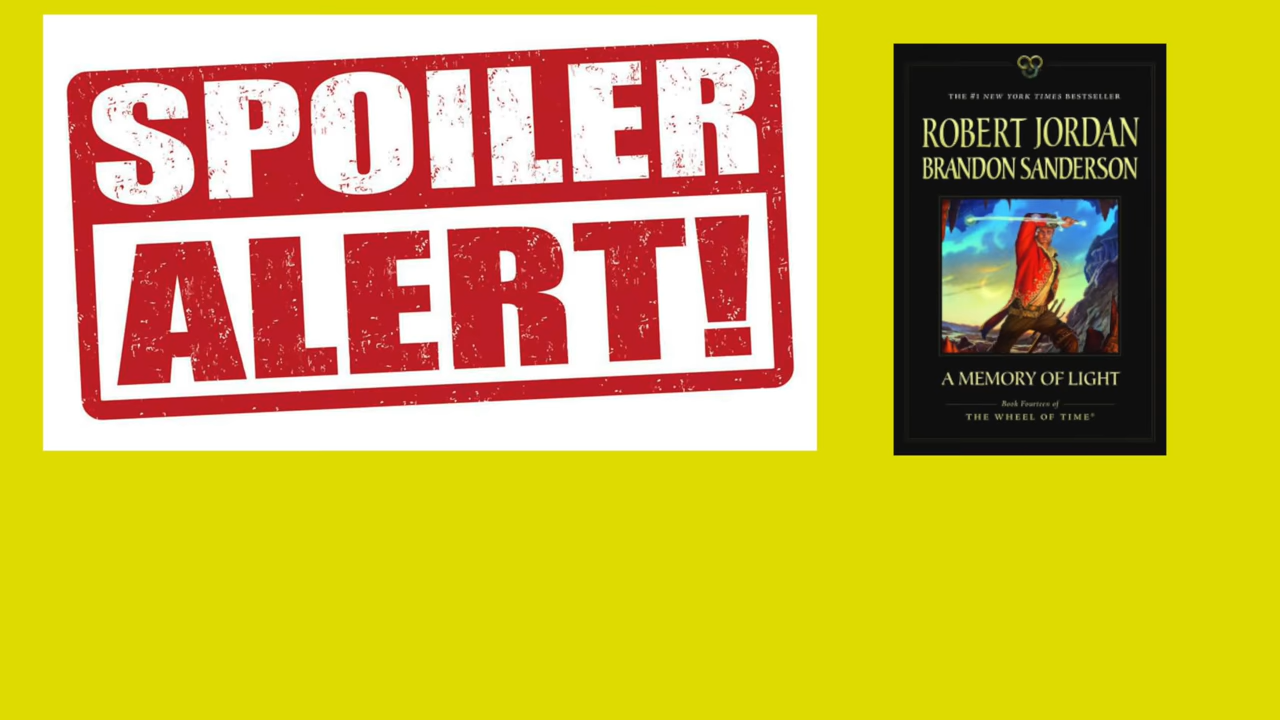 SPOILER
ALERT!
THE #1 NEW YORK TIMES BESTSELLER
ROBERT JORDAN
BRANDON SANDERSON
A MEMORY OF LIGHT
Book Fourteen of
THE WHEEL OF TIME®